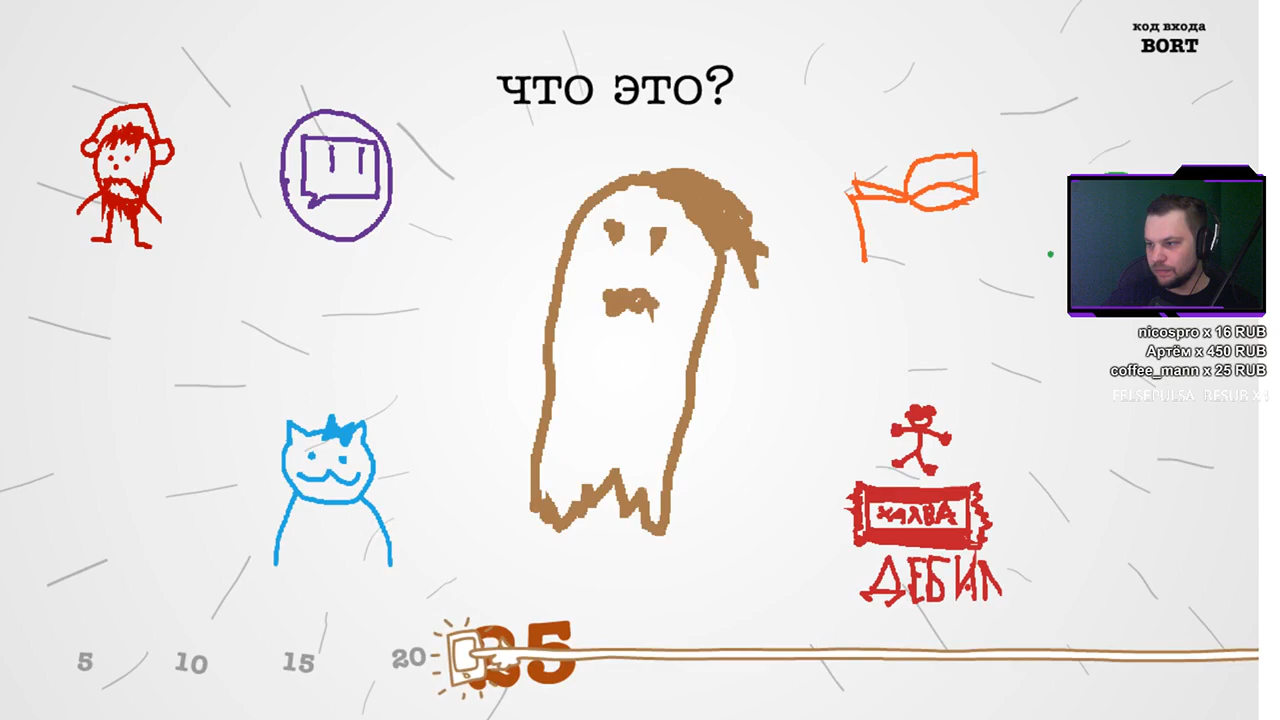 код входа
BORT
что это?
nicospro x 16 RUB
Артём x 450 RUB
coffee_mann x 25 RUB
ХАЛВА
ДЕБИЛ
5
10
15
20